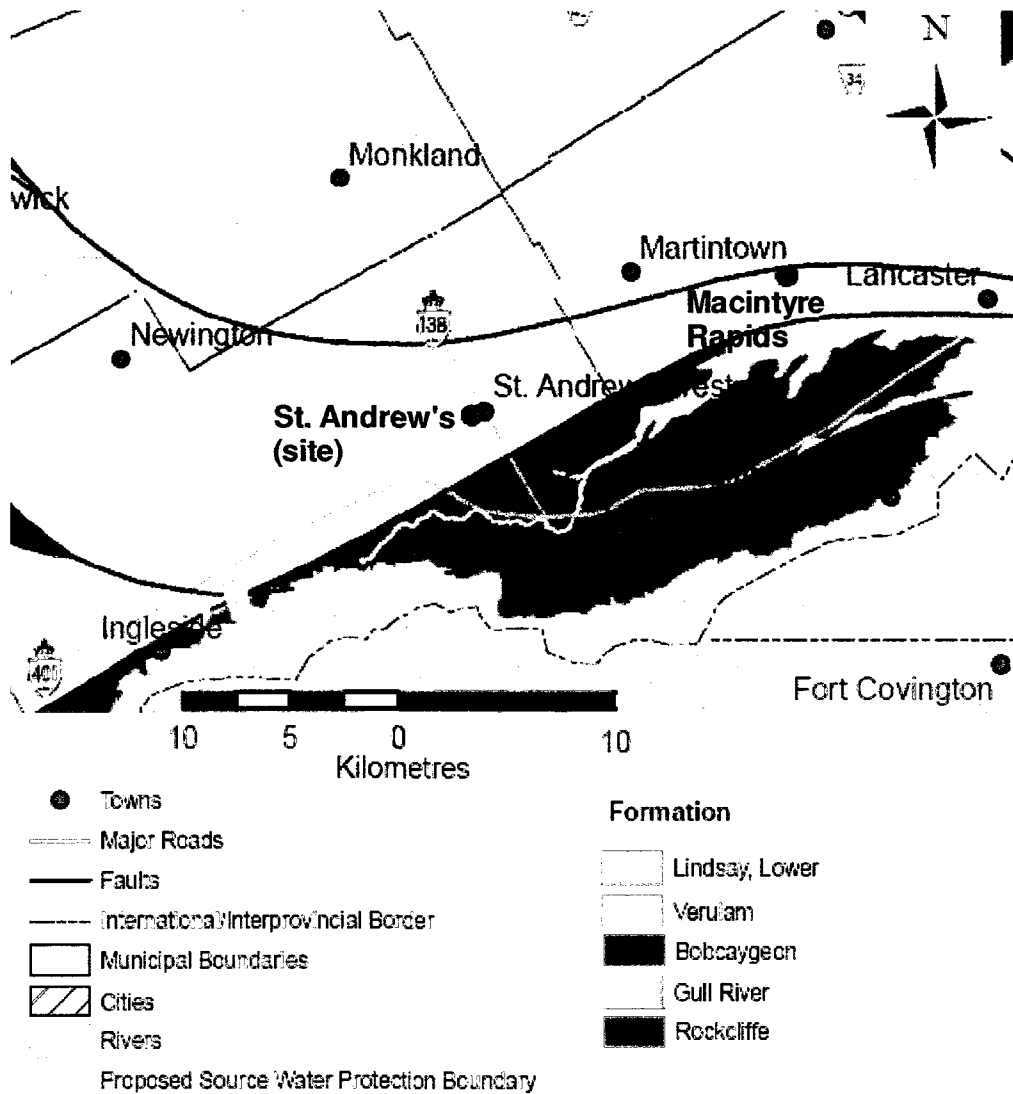 N
34
Monkland
wick
Martintown
Lancaster
Macintyre
Rapids
138
Newington
St. Andrew
West
St. Andrew's
(site)
Ingleside
Fort Covington
10 5 0 10
Kilometres
Towns
Major Roads
Faults
International/Interprovincial Border
Municipal Boundaries
Cities
Rivers
Proposed Source Water Protection Boundary
Formation
Lindsay, Lower
Verulam
Bobcaygeon
Gull River
Rockcliffe